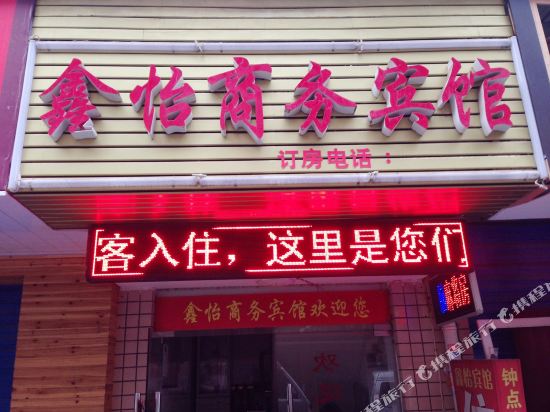 鑫怡商务宾馆
订房电话：
客入住，这里是您们
鑫怡商务宾馆欢迎您
鑫怡宾馆
钟点
携程旅行